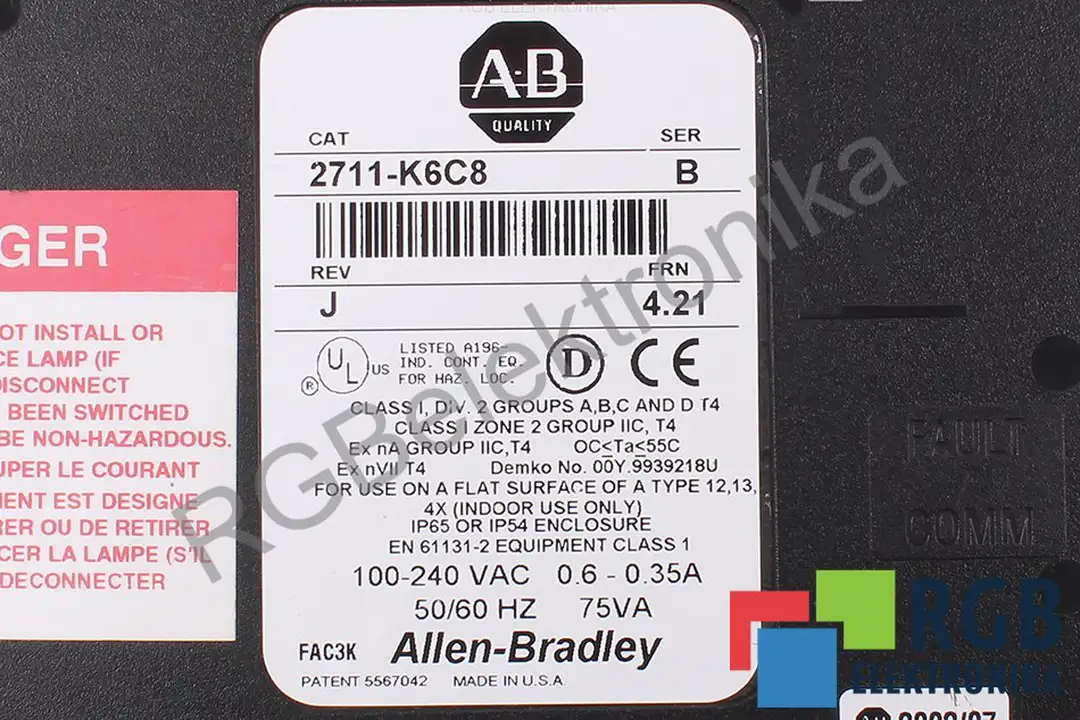 RGB ELEKTRONIKA
A-B
QUALITY
CAT SER
2711-K6C8 B
REV FRN
J 4.21
UL
® US
LISTED A196-
IND. CONT. EQ.
FOR HAZ. LOC.
D CE
CLASS I, DIV. 2 GROUPS A,B,C AND D T4
CLASS I ZONE 2 GROUP IIC, T4
Ex nA GROUP IIC,T4 OC<Ta<55C
Ex nVII T4 Demko No. 00Y.9939218U
FOR USE ON A FLAT SURFACE OF A TYPE 12,13,
4X (INDOOR USE ONLY)
IP65 OR IP54 ENCLOSURE
EN 61131-2 EQUIPMENT CLASS 1
100-240 VAC 0.6 - 0.35A
50/60 HZ 75VA
FAC3K Allen-Bradley
PATENT 5567042 MADE IN U.S.A.
GER
OT INSTALL OR
CE LAMP (IF
DISCONNECT
BEEN SWITCHED
BE NON-HAZARDOUS.
UPER LE COURANT
MENT EST DESIGNE
RER OU DE RETIRER
CER LA LAMPE (S'IL
DECONNECTER
FAULT
COMM
RGBelektronika
RGB
ELEKTRONIKA